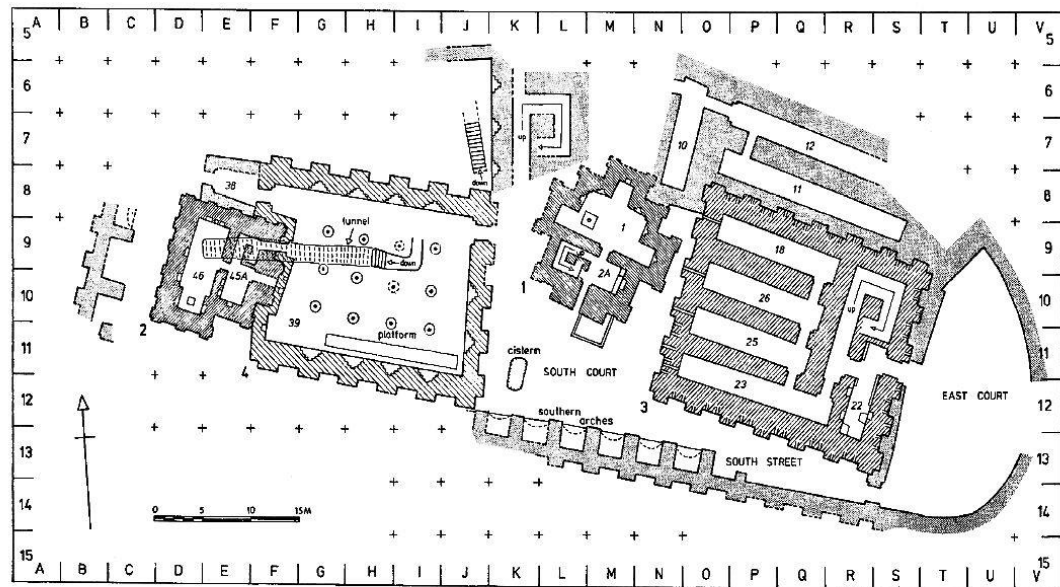 A B C D E F G H I J K L M N O P Q R S T U V
5 5
6 6
7 up 10 12 7
down
8 38 11 8
tunnel
9 1 18 9
down
46 45A 2A
10 1 26 up 10
2 39
platform 25
11 4 cistern 11
SOUTH COURT 23
12 3 22 EAST COURT 12
southern
arches
13 SOUTH STREET 13
14 14
0 5 10 15M
15 15
A B C D E F G H I J K L M N O P Q R S T U V